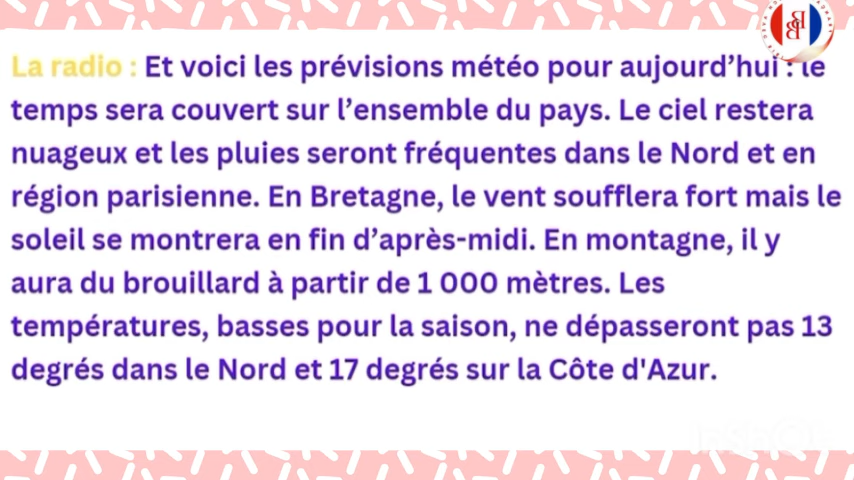 La radio : Et voici les prévisions météo pour aujourd’hui : le
temps sera couvert sur l’ensemble du pays. Le ciel restera
nuageux et les pluies seront fréquentes dans le Nord et en
région parisienne. En Bretagne, le vent soufflera fort mais le
soleil se montrera en fin d’après-midi. En montagne, il y
aura du brouillard à partir de 1 000 mètres. Les
températures, basses pour la saison, ne dépasseront pas 13
degrés dans le Nord et 17 degrés sur la Côte d'Azur.